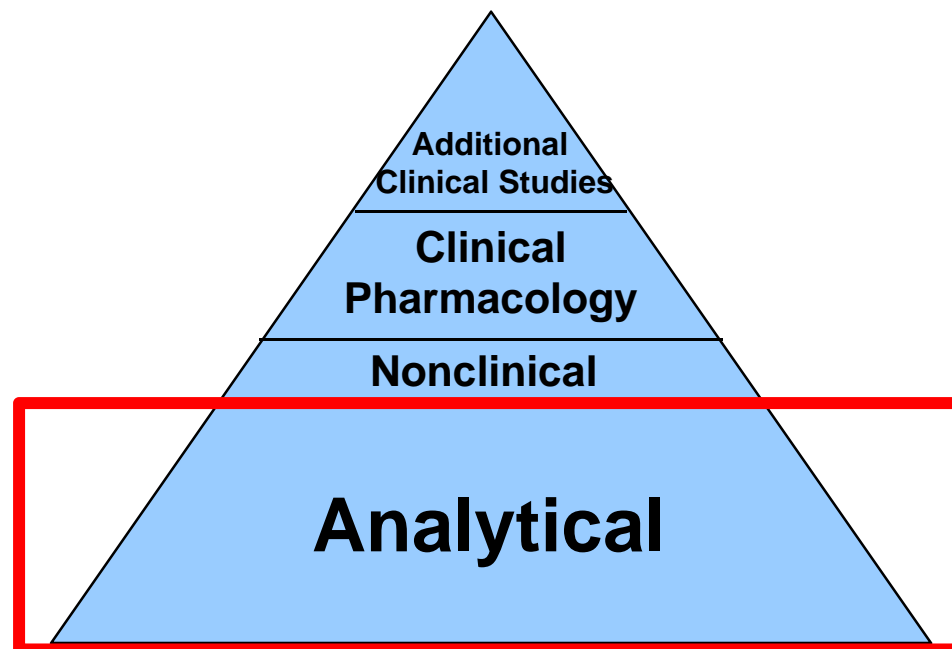 Additional
Clinical Studies
Clinical
Pharmacology
Nonclinical
Analytical